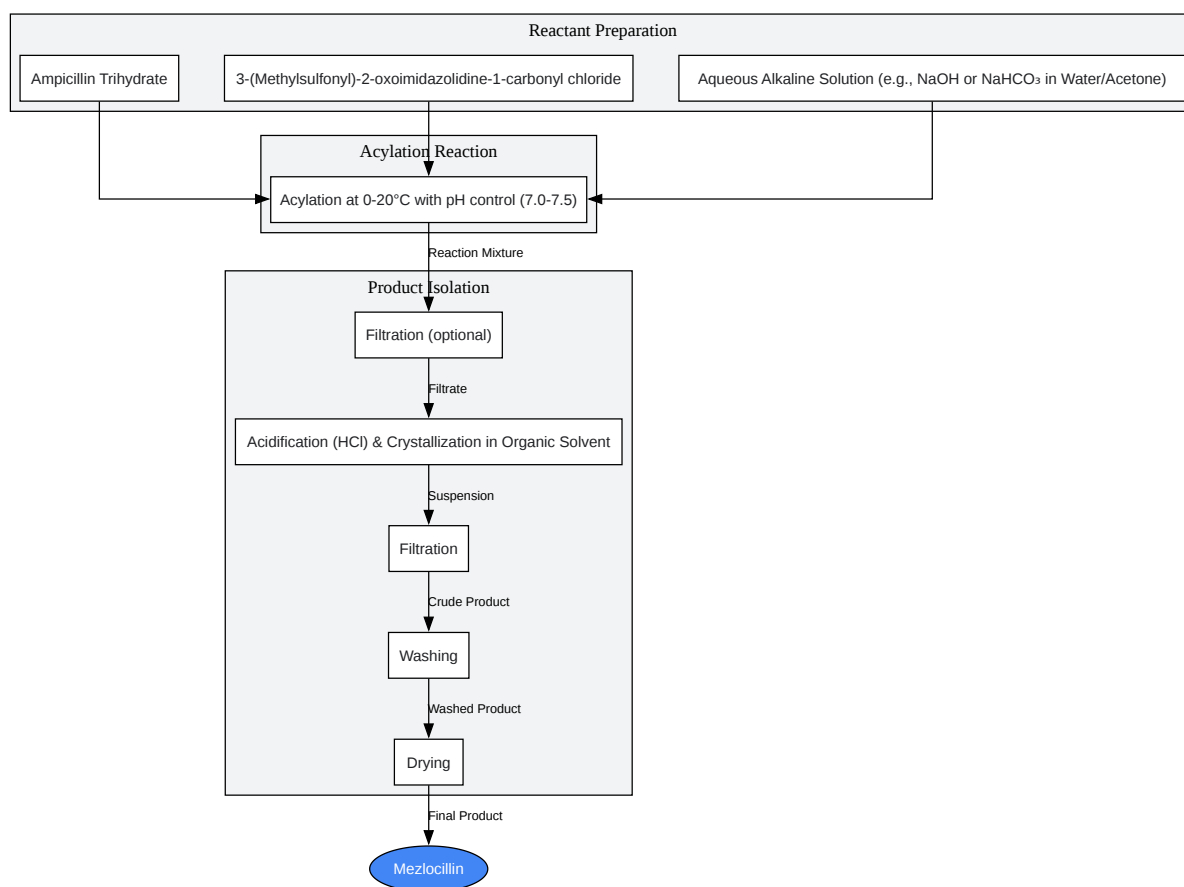 Reactant Preparation
Ampicillin Trihydrate
3-(Methylsulfonyl)-2-oxoimidazolidine-1-carbonyl chloride
Aqueous Alkaline Solution (e.g., NaOH or NaHCO₃ in Water/Acetone)
Acylation Reaction
Acylation at 0-20°C with pH control (7.0-7.5)
Reaction Mixture
Product Isolation
Filtration (optional)
Filtrate
Acidification (HCl) & Crystallization in Organic Solvent
Suspension
Filtration
Crude Product
Washing
Washed Product
Drying
Final Product
Mezlocillin